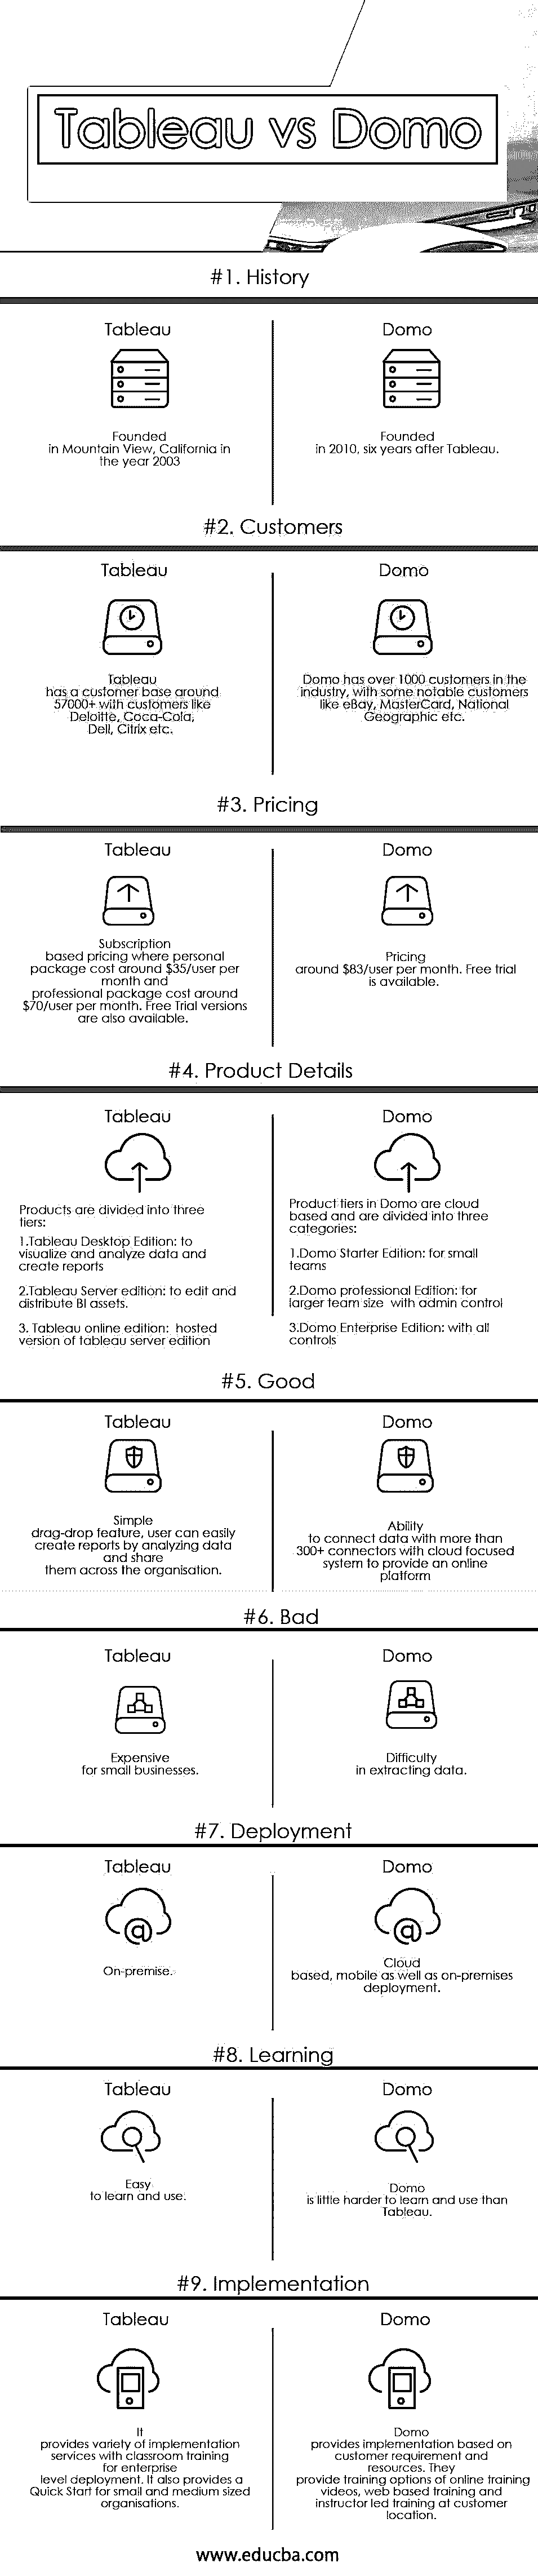 Tableau vs Domo
#1. History
Tableau
Founded
in Mountain View, California in
the year 2003
Domo
Founded
in 2010, six years after Tableau.
#2. Customers
Tableau
Tableau
has a customer base around
57000+ with customers like
Deloitte, Coca-Cola,
Dell, Citrix etc.
Domo
Domo has over 1000 customers in the
industry, with some notable customers
like eBay, MasterCard, National
Geographic etc.
#3. Pricing
Tableau
Subscription
based pricing where personal
package cost around $35/user per
month and
professional package cost around
$70/user per month. Free Trial versions
are also available.
Domo
Pricing
around $83/user per month. Free trial
is available.
#4. Product Details
Tableau
Products are divided into three
tiers:
1.Tableau Desktop Edition: to
visualize and analyze data and
create reports
2.Tableau Server edition: to edit and
distribute BI assets.
3. Tableau online edition: hosted
version of tableau server edition
Domo
Product tiers in Domo are cloud
based and are divided into three
categories:
1.Domo Starter Edition: for small
teams
2.Domo professional Edition: for
larger team size with admin control
3.Domo Enterprise Edition: with all
controls
#5. Good
Tableau
Simple
drag-drop feature, user can easily
create reports by analyzing data
and share
them across the organisation.
Domo
Ability
to connect data with more than
300+ connectors with cloud focused
system to provide an online
platform
#6. Bad
Tableau
Expensive
for small businesses.
Domo
Difficulty
in extracting data.
#7. Deployment
Tableau
On-premise.
Domo
Cloud
based, mobile as well as on-premises
deployment.
#8. Learning
Tableau
Easy
to learn and use.
Domo
Domo
is little harder to learn and use than
Tableau.
#9. Implementation
Tableau
It
provides variety of implementation
services with classroom training
for enterprise
level deployment. It also provides a
Quick Start for small and medium sized
organisations.
Domo
Domo
provides implementation based on
customer requirement and
resources. They
provide training options of online training
videos, web based training and
instructor led training at customer
location.
www.educba.com